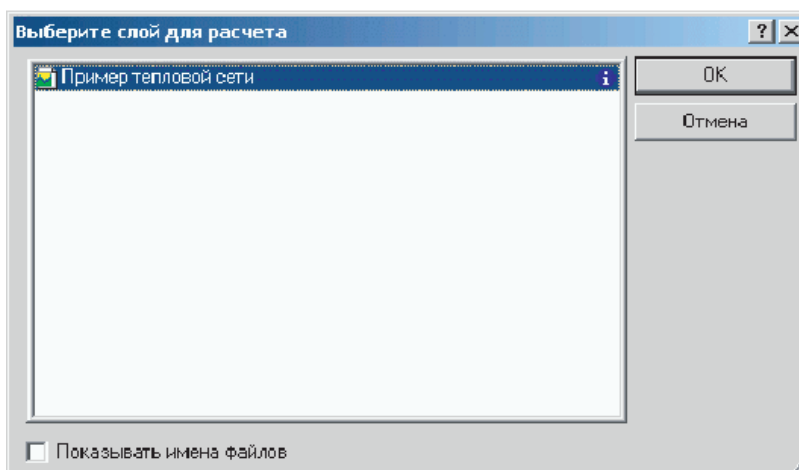 Выберите слой для расчета
Пример тепловой сети
OK
Отмена
Показывать имена файлов